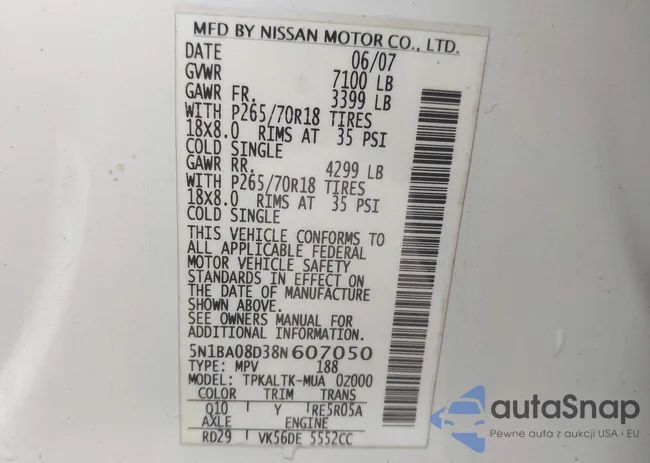 MFD BY NISSAN MOTOR CO., LTD.
DATE 06/07
GVWR 7100 LB
GAWR FR. 3399 LB
WITH P265/70R18 TIRES
18X8.0 RIMS AT 35 PSI
COLD SINGLE
GAWR RR. 4299 LB
WITH P265/70R18 TIRES
18X8.0 RIMS AT 35 PSI
COLD SINGLE
THIS VEHICLE CONFORMS TO
ALL APPLICABLE FEDERAL
MOTOR VEHICLE SAFETY
STANDARDS IN EFFECT ON
THE DATE OF MANUFACTURE
SHOWN ABOVE.
SEE OWNERS MANUAL FOR
ADDITIONAL INFORMATION.
5N1BA08D38N607050
TYPE: MPV 188
MODEL: TPKALTK-MUA 0Z000
COLOR TRIM TRANS
Q10 Y RE5R05A
AXLE ENGINE
RD29 VK56DE 5552CC
autoSnap
Pewne auta z aukcji USA i EU